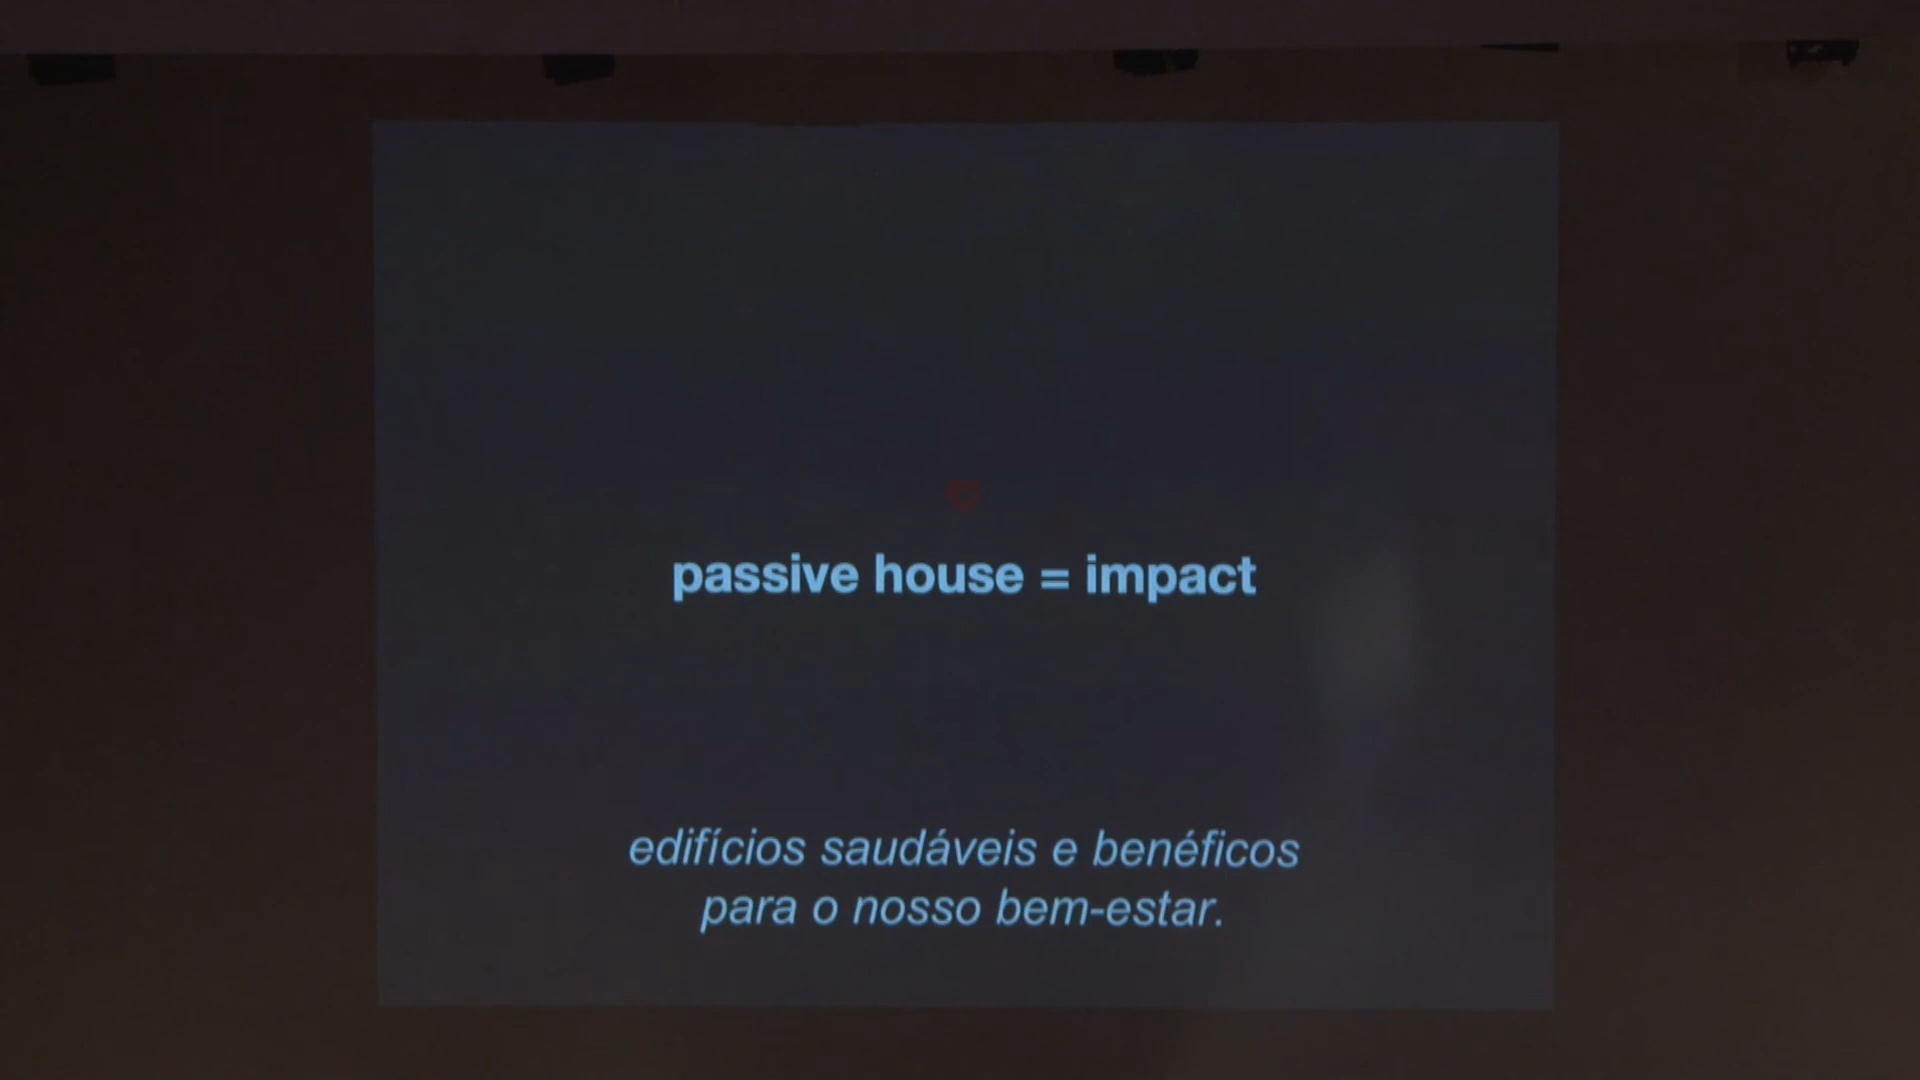 passive house = impact
edifícios saudáveis e benéficos
para o nosso bem-estar.